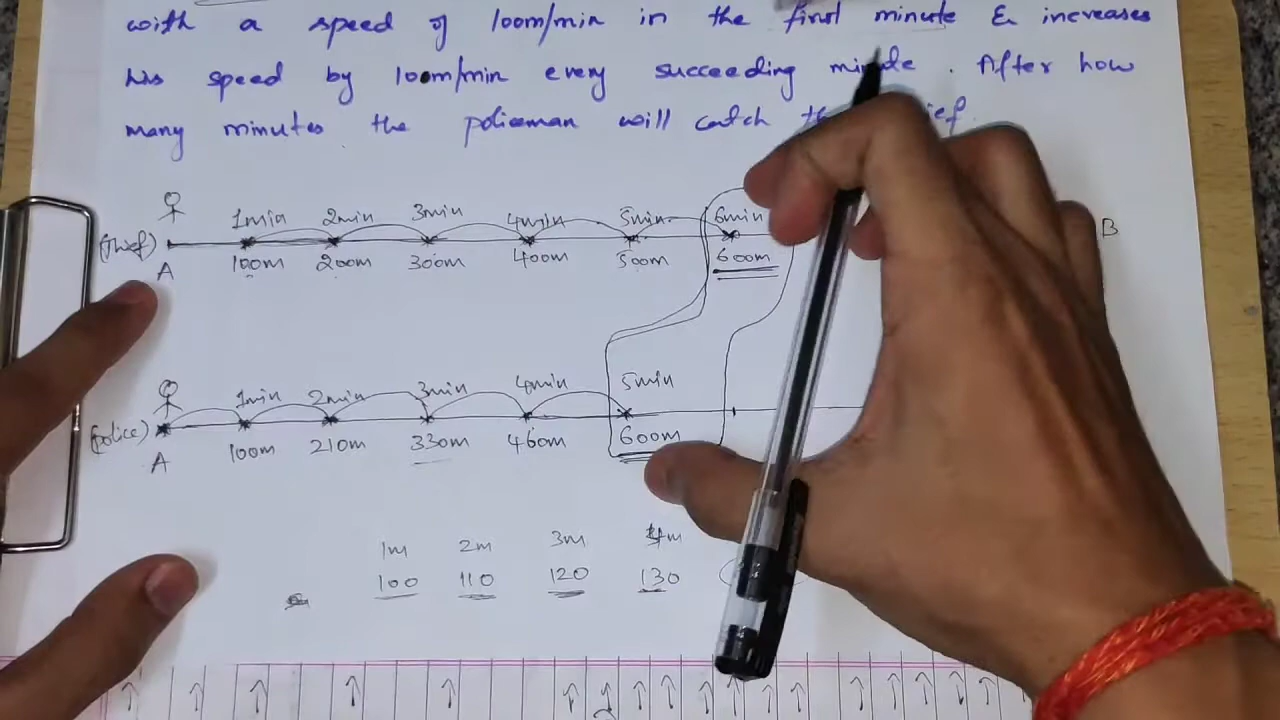 with a speed of 100m/min in the first minute & increases
his speed by 100m/min every succeeding minute. After how
many minutes the policeman will catch the
1min 2min 3min 4min 5min 6min
(Thief) B
A 100m 200m 300m 400m 500m 600m
1min 2min 3min 4min 5min
(police)
A 100m 210m 330m 460m 600m
1m 2m 3m 4m
100 110 120 130